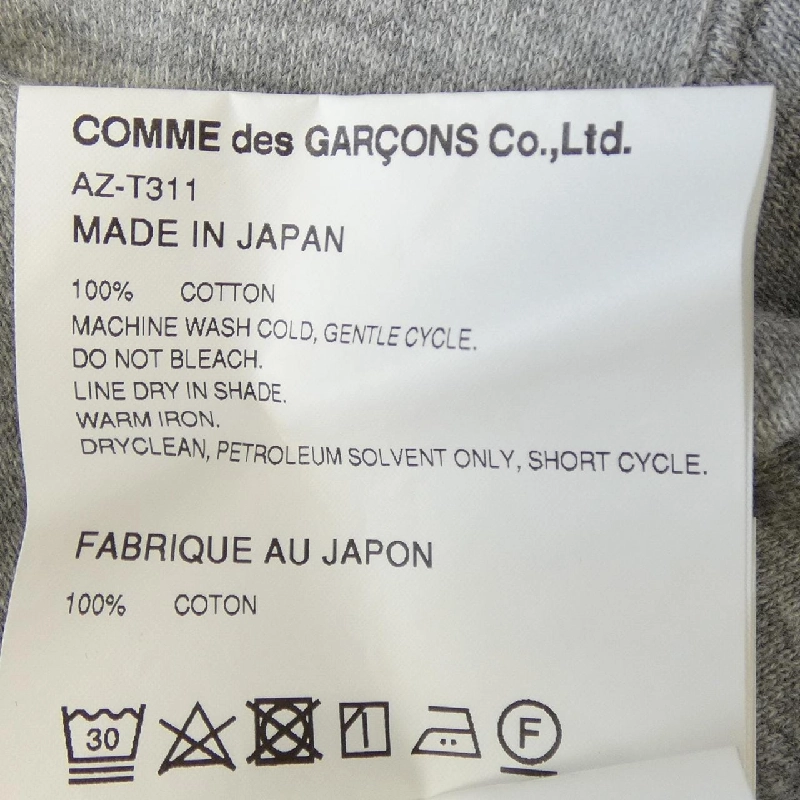 COMME des GARÇONS Co.,Ltd.
AZ-T311
MADE IN JAPAN
100% COTTON
MACHINE WASH COLD, GENTLE CYCLE.
DO NOT BLEACH.
LINE DRY IN SHADE.
WARM IRON.
DRYCLEAN, PETROLEUM SOLVENT ONLY, SHORT CYCLE.
FABRIQUE AU JAPON
100% COTON
30 F